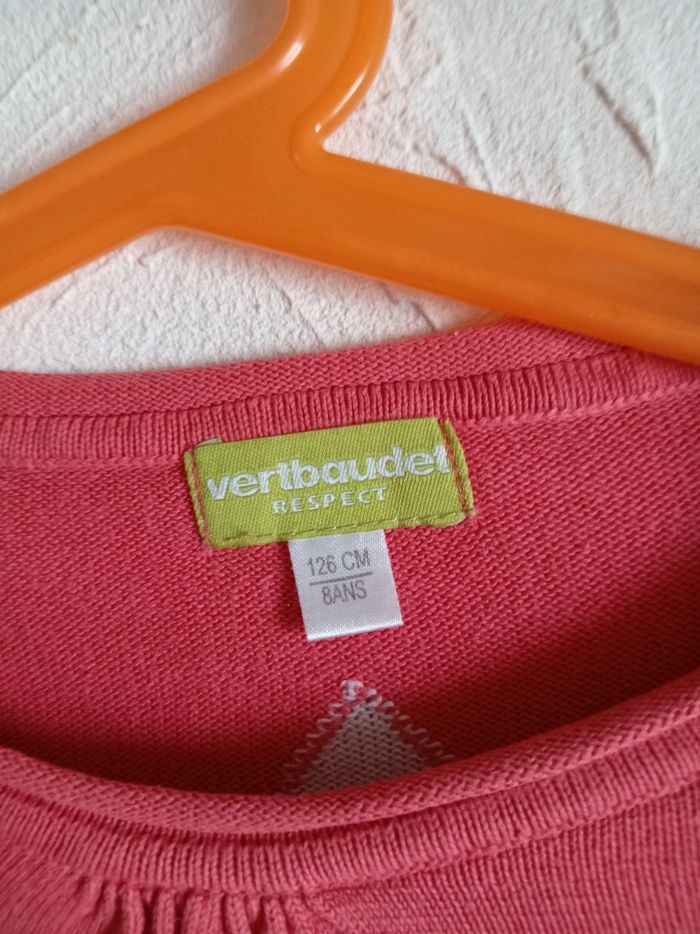 vertbaudet
RESPECT
126 CM
8ANS